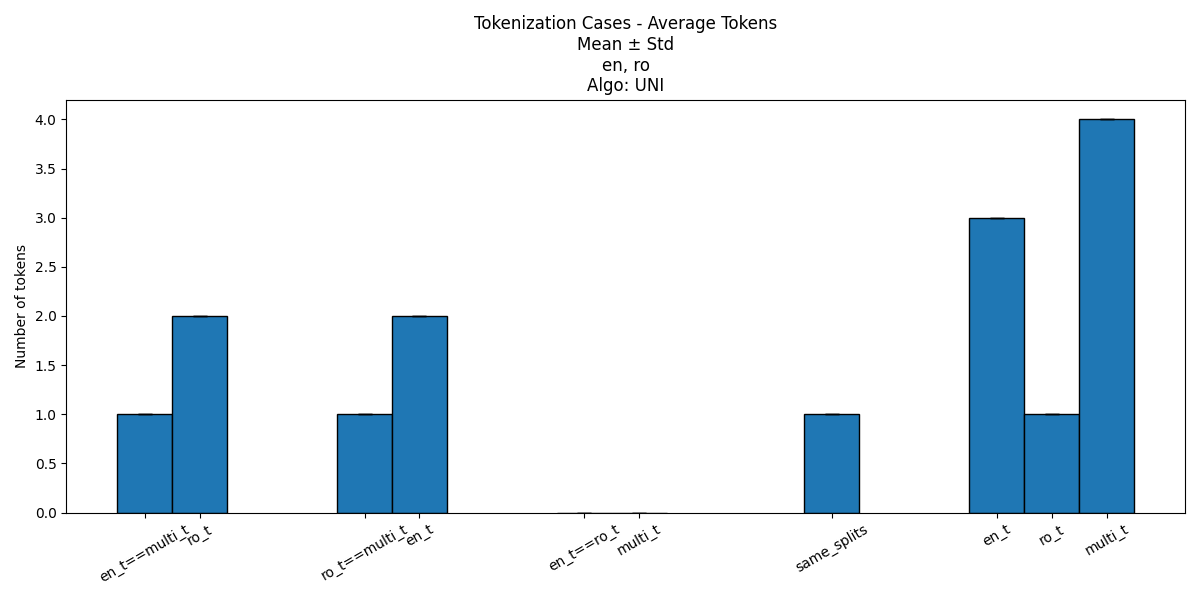 Tokenization Cases - Average Tokens
Mean ± Std
en, ro
Algo: UNI
Number of tokens
4.0
3.5
3.0
2.5
2.0
1.5
1.0
0.5
0.0
en_t==multi_t
ro_t
ro_t==multi_t
en_t
en_t==ro_t
multi_t
same_splits
en_t
ro_t
multi_t